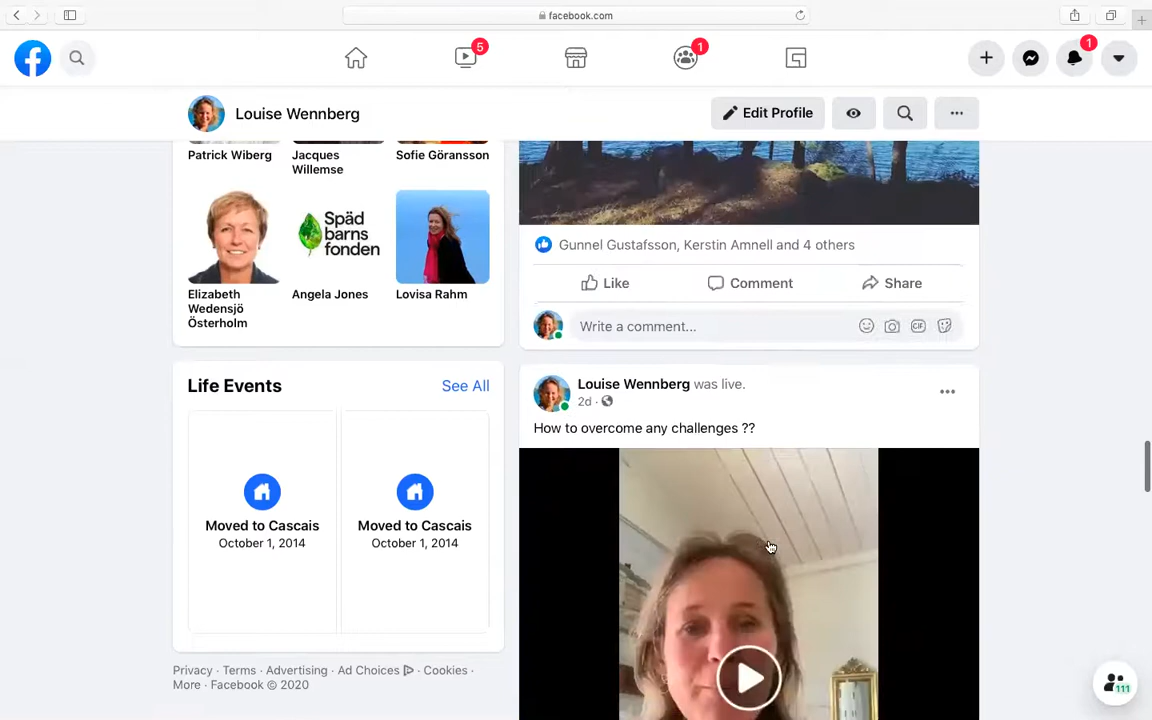 facebook.com
5
1
1
Louise Wennberg
Edit Profile
Patrick Wiberg
Jacques
Willemse
Sofie Göransson
Späd
barns
fonden
Elizabeth
Wedensjö
Österholm
Angela Jones
Lovisa Rahm
Life Events
See All
Moved to Cascais
October 1, 2014
Moved to Cascais
October 1, 2014
Privacy · Terms · Advertising · Ad Choices · Cookies ·
More · Facebook © 2020
Gunnel Gustafsson, Kerstin Amnell and 4 others
Like
Comment
Share
Write a comment...
GIF
Louise Wennberg was live.
2d ·
How to overcome any challenges ??
111